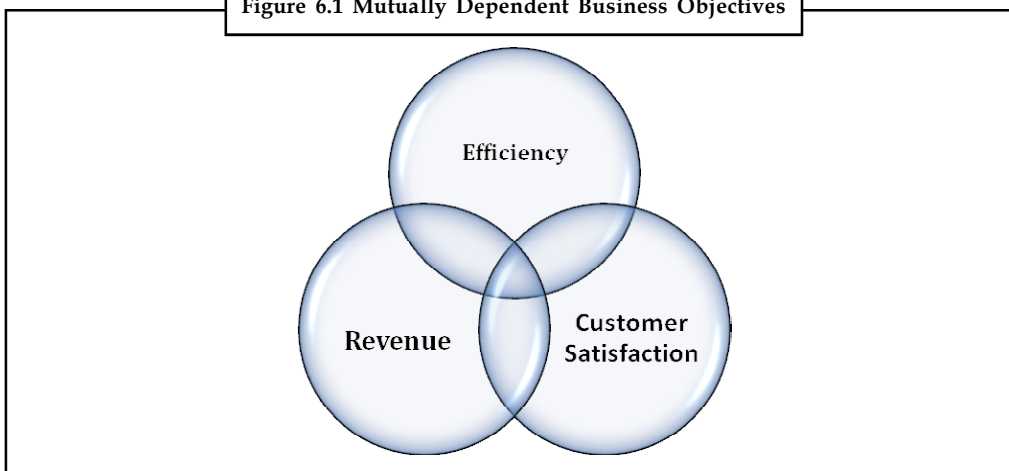 Figure 6.1 Mutually Dependent Business Objectives
Efficiency
Revenue
Customer
Satisfaction